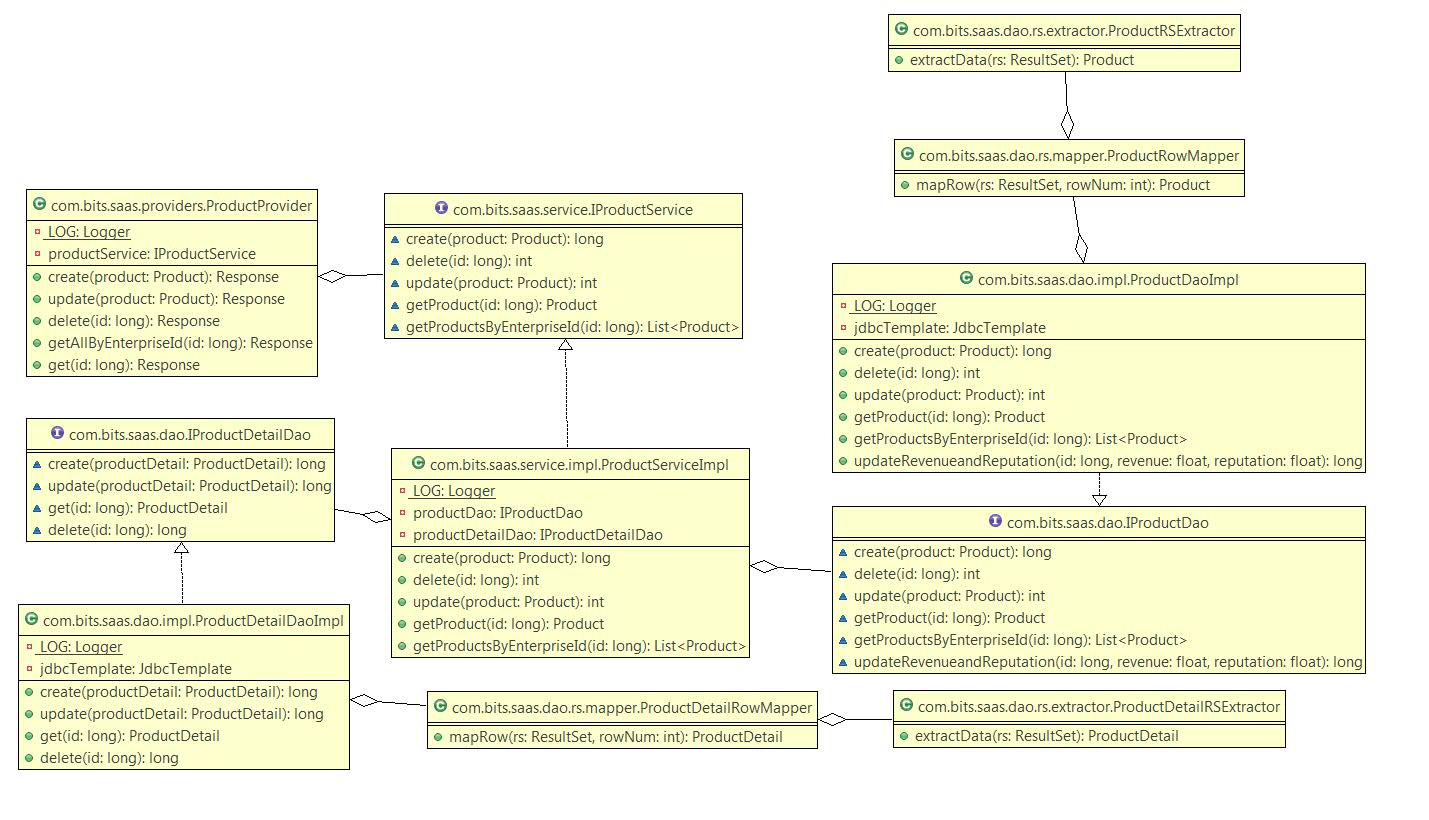 com.bits.saas.dao.rs.extractor.ProductRSExtractor
extractData(rs: ResultSet): Product
com.bits.saas.dao.rs.mapper.ProductRowMapper
mapRow(rs: ResultSet, rowNum: int): Product
com.bits.saas.providers.ProductProvider
LOG: Logger
productService: IProductService
create(product: Product): Response
update(product: Product): Response
delete(id: long): Response
getAllByEnterpriseId(id: long): Response
get(id: long): Response
com.bits.saas.service.IProductService
create(product: Product): long
delete(id: long): int
update(product: Product): int
getProduct(id: long): Product
getProductsByEnterpriseId(id: long): List<Product>
com.bits.saas.dao.impl.ProductDaoImpl
LOG: Logger
jdbcTemplate: JdbcTemplate
create(product: Product): long
delete(id: long): int
update(product: Product): int
getProduct(id: long): Product
getProductsByEnterpriseId(id: long): List<Product>
updateRevenueandReputation(id: long, revenue: float, reputation: float): long
com.bits.saas.dao.IProductDetailDao
create(productDetail: ProductDetail): long
update(productDetail: ProductDetail): long
get(id: long): ProductDetail
delete(id: long): long
com.bits.saas.service.impl.ProductServiceImpl
LOG: Logger
productDao: IProductDao
productDetailDao: IProductDetailDao
create(product: Product): long
delete(id: long): int
update(product: Product): int
getProduct(id: long): Product
getProductsByEnterpriseId(id: long): List<Product>
com.bits.saas.dao.IProductDao
create(product: Product): long
delete(id: long): int
update(product: Product): int
getProduct(id: long): Product
getProductsByEnterpriseId(id: long): List<Product>
updateRevenueandReputation(id: long, revenue: float, reputation: float): long
com.bits.saas.dao.impl.ProductDetailDaoImpl
LOG: Logger
jdbcTemplate: JdbcTemplate
create(productDetail: ProductDetail): long
update(productDetail: ProductDetail): long
get(id: long): ProductDetail
delete(id: long): long
com.bits.saas.dao.rs.mapper.ProductDetailRowMapper
mapRow(rs: ResultSet, rowNum: int): ProductDetail
com.bits.saas.dao.rs.extractor.ProductDetailRSExtractor
extractData(rs: ResultSet): ProductDetail